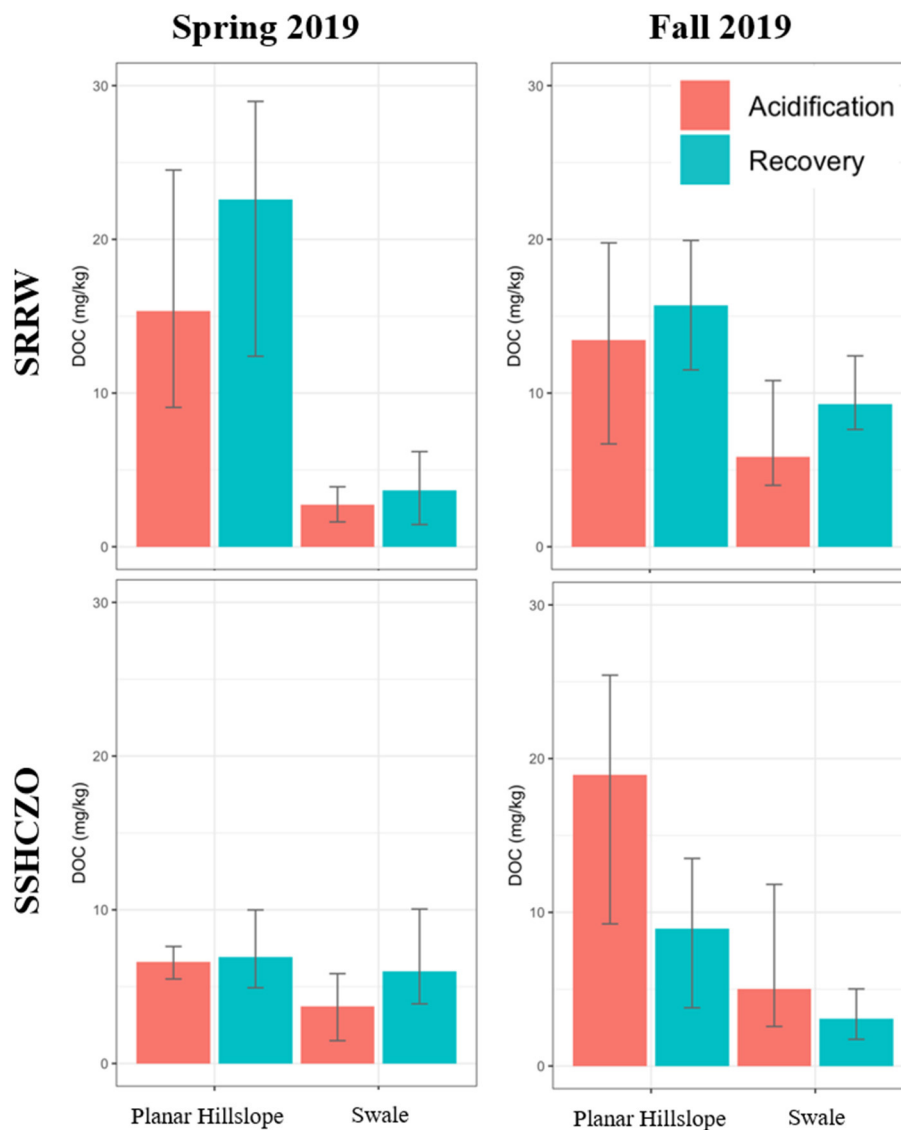 Spring 2019
Fall 2019
SRRW
DOC (mg/kg)
30
20
10
0
DOC (mg/kg)
30
20
10
0
Acidification
Recovery
SSHCZO
DOC (mg/kg)
30
20
10
0
Planar Hillslope
Swale
DOC (mg/kg)
30
20
10
0
Planar Hillslope
Swale